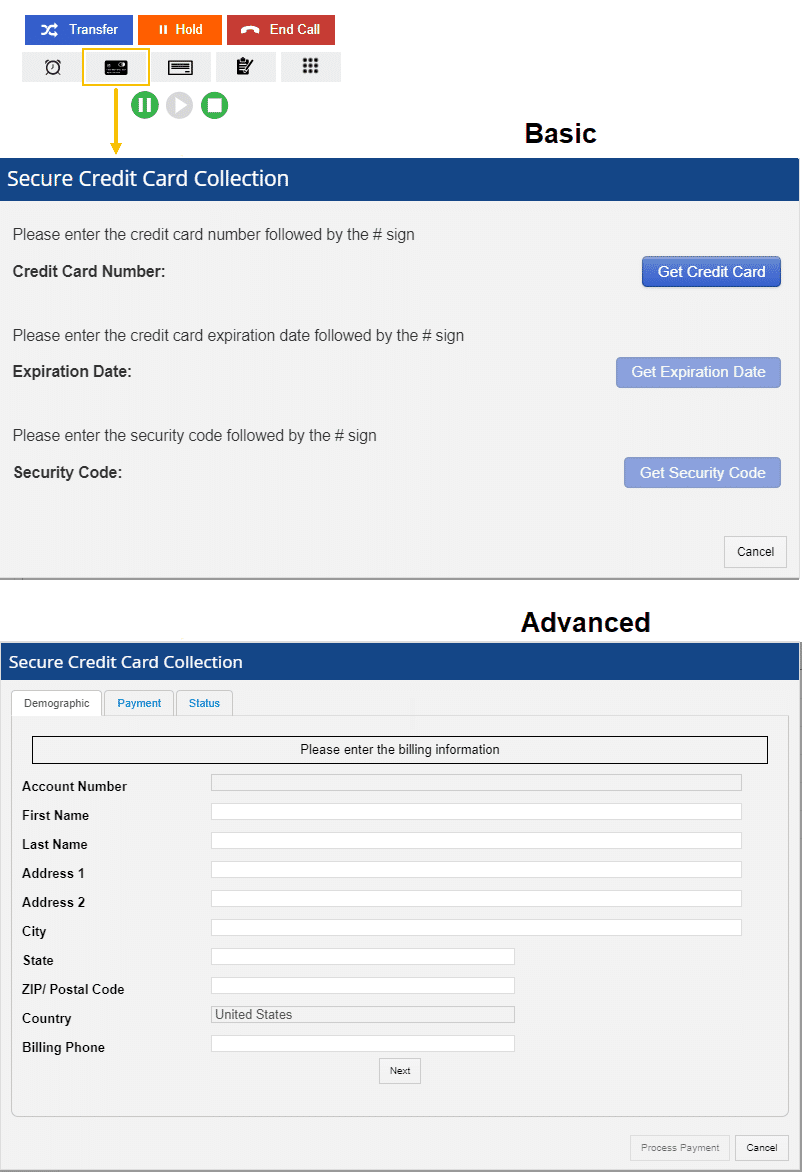 Transfer Hold End Call
Basic
Secure Credit Card Collection
Please enter the credit card number followed by the # sign
Credit Card Number: Get Credit Card
Please enter the credit card expiration date followed by the # sign
Expiration Date: Get Expiration Date
Please enter the security code followed by the # sign
Security Code: Get Security Code
Cancel
Advanced
Secure Credit Card Collection
Demographic Payment Status
Please enter the billing information
Account Number
First Name
Last Name
Address 1
Address 2
City
State
ZIP/ Postal Code
Country United States
Billing Phone
Next
Process Payment Cancel